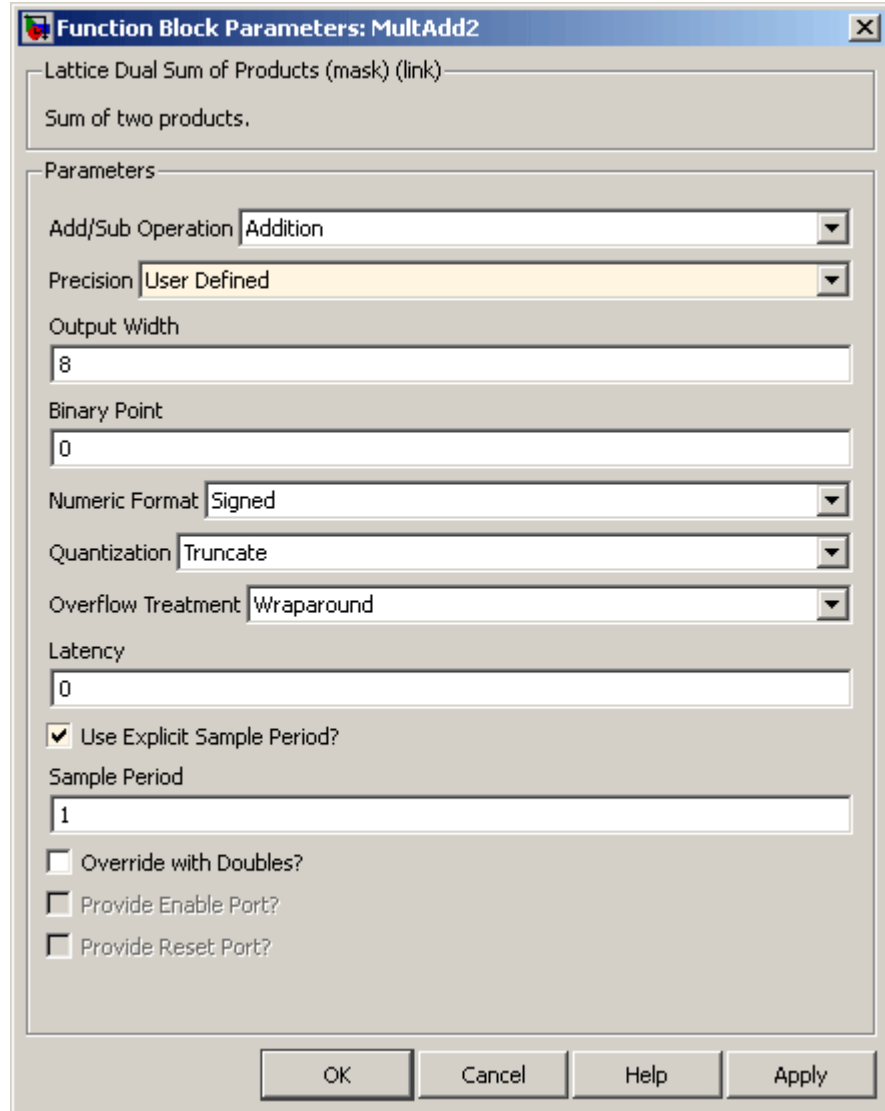 Function Block Parameters: MultAdd2
Lattice Dual Sum of Products (mask) (link)
Sum of two products.
Parameters
Add/Sub Operation Addition
Precision User Defined
Output Width
8
Binary Point
0
Numeric Format Signed
Quantization Truncate
Overflow Treatment Wraparound
Latency
0
Use Explicit Sample Period?
Sample Period
1
Override with Doubles?
Provide Enable Port?
Provide Reset Port?
OK Cancel Help Apply